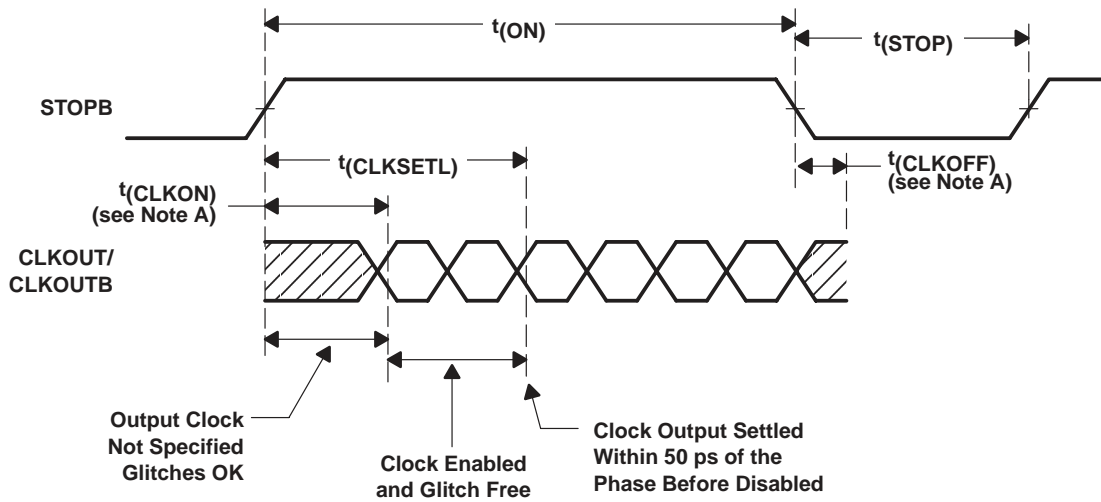 t(ON)
t(STOP)
STOPB
t(CLKSETL)
t(CLKOFF)
(see Note A)
t(CLKON)
(see Note A)
CLKOUT/
CLKOUTB
Output Clock
Not Specified
Glitches OK
Clock Enabled
and Glitch Free
Clock Output Settled
Within 50 ps of the
Phase Before Disabled